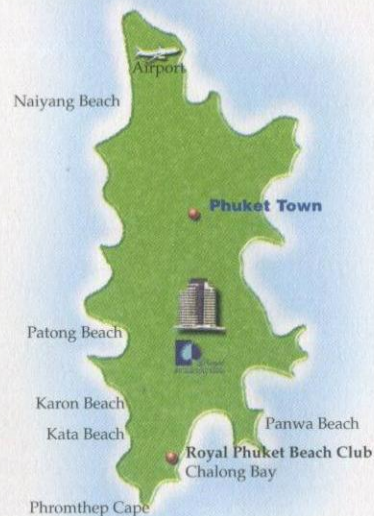 Airport
Naiyang Beach
Phuket Town
Patong Beach
Karon Beach
Kata Beach
Panwa Beach
Royal Phuket Beach Club
Chalong Bay
Phromthep Cape